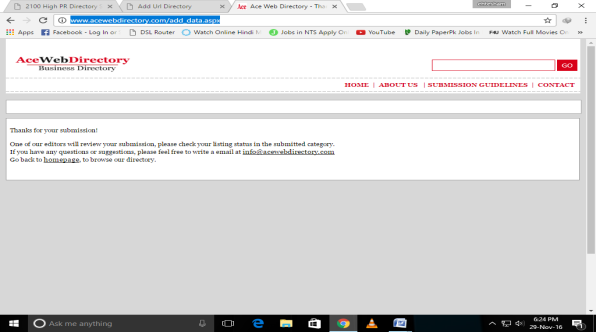 2100 High PR Directory
Add Url Directory
Ace Web Directory - Tha
www.acewebdirectory.com/add_data.aspx
Apps
Facebook - Log In or
DSL Router
Watch Online Hindi
Jobs in NTS Apply On
YouTube
Daily PaperPk Jobs In
Watch Full Movies On
AceWebDirectory
Business Directory
GO
HOME | ABOUT US | SUBMISSION GUIDELINES | CONTACT
Thanks for your submission!
One of our editors will review your submission, please check your listing status in the submitted category.
If you have any questions or suggestions, please feel free to write a email at info@acewebdirectory.com
Go back to homepage, to browse our directory.
Ask me anything
6:24 PM
29-Nov-16